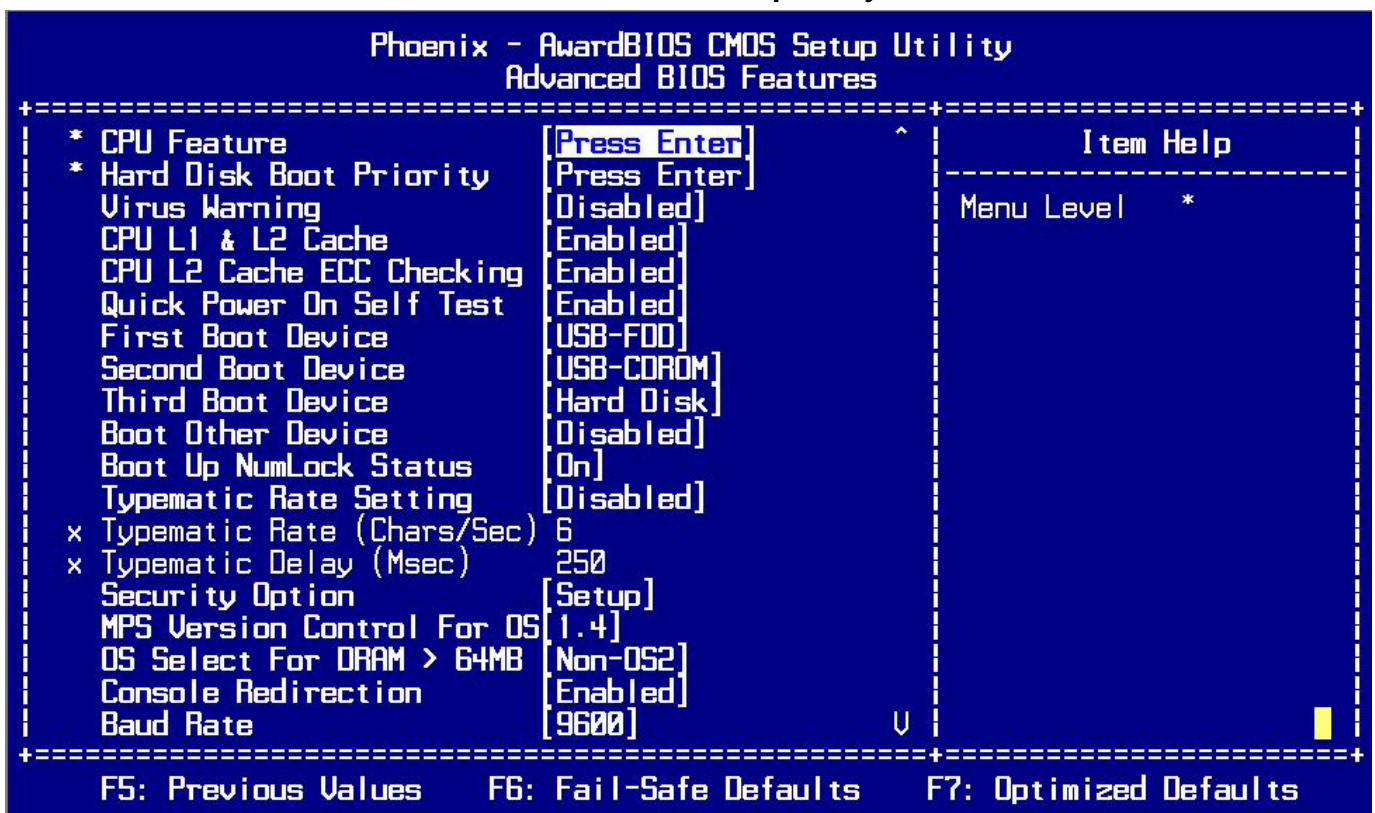 Phoenix - AwardBIOS CMOS Setup Utility
Advanced BIOS Features
* CPU Feature [Press Enter] ^
Item Help
* Hard Disk Boot Priority [Press Enter]
Virus Warning [Disabled]
Menu Level *
CPU L1 & L2 Cache [Enabled]
CPU L2 Cache ECC Checking [Enabled]
Quick Power On Self Test [Enabled]
First Boot Device [USB-FDD]
Second Boot Device [USB-CDROM]
Third Boot Device [Hard Disk]
Boot Other Device [Disabled]
Boot Up NumLock Status [On]
Typematic Rate Setting [Disabled]
x Typematic Rate (Chars/Sec) 6
x Typematic Delay (Msec) 250
Security Option [Setup]
MPS Version Control For OS[1.4]
OS Select For DRAM > 64MB [Non-OS2]
Console Redirection [Enabled]
Baud Rate [9600] V
F5: Previous Values F6: Fail-Safe Defaults F7: Optimized Defaults